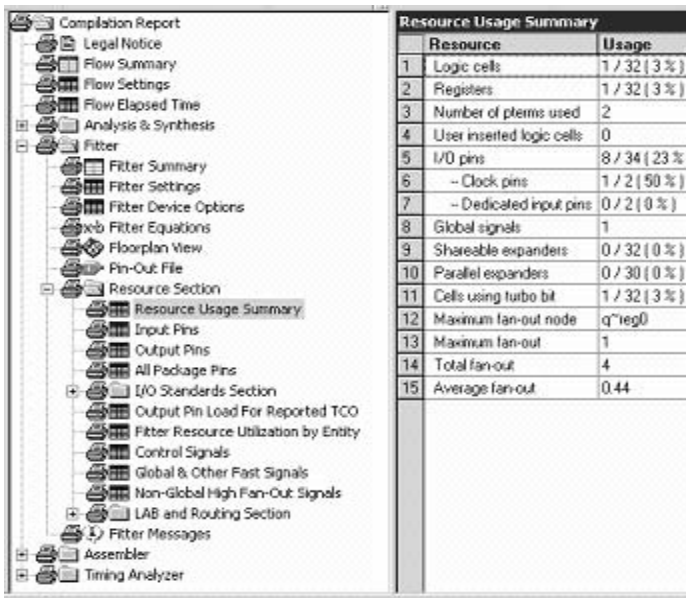 Compilation Report
Legal Notice
Flow Summary
Flow Settings
Flow Elapsed Time
Analysis & Synthesis
Fitter
Fitter Summary
Fitter Settings
Fitter Device Options
Fitter Equations
Floorplan View
Pin-Out File
Resource Section
Resource Usage Summary
Input Pins
Output Pins
All Package Pins
I/O Standards Section
Output Pin Load For Reported TCO
Fitter Resource Utilization by Entity
Control Signals
Global & Other Fast Signals
Non-Global High Fan-Out Signals
LAB and Routing Section
Fitter Messages
Assembler
Timing Analyzer
Resource Usage Summary
Resource Usage
1 Logic cells 1 / 32 ( 3 % )
2 Registers 1 / 32 ( 3 % )
3 Number of pterms used 2
4 User inserted logic cells 0
5 I/O pins 8 / 34 ( 23 %
6 -- Clock pins 1 / 2 ( 50 % )
7 -- Dedicated input pins 0 / 2 ( 0 % )
8 Global signals 1
9 Shareable expanders 0 / 32 ( 0 % )
10 Parallel expanders 0 / 30 ( 0 % )
11 Cells using turbo bit 1 / 32 ( 3 % )
12 Maximum fan-out node q~reg0
13 Maximum fan-out 1
14 Total fan-out 4
15 Average fan-out 0.44